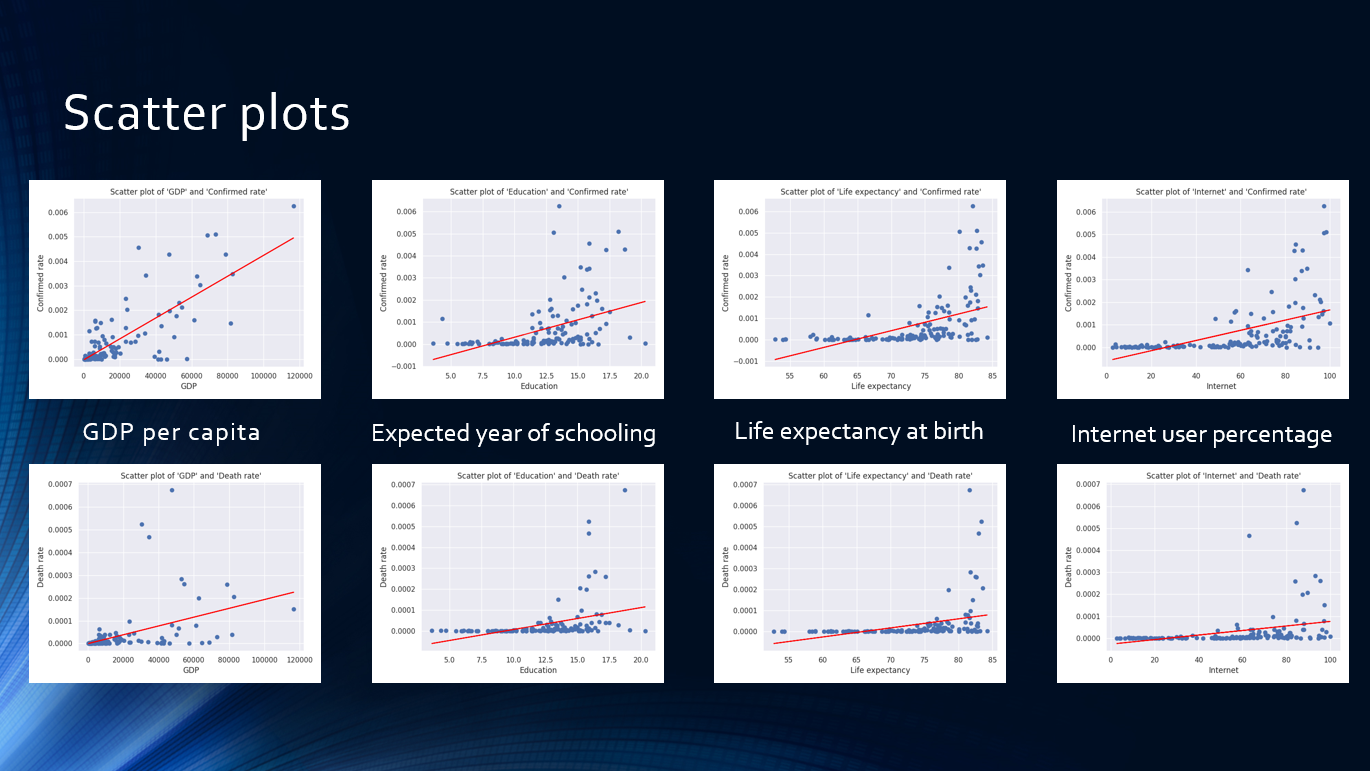 Scatter plots
Scatter plot of 'GDP' and 'Confirmed rate'
0.006
0.005
0.004
0.003
0.002
0.001
0.000
Confirmed rate
0 20000 40000 60000 80000 100000 120000
GDP
Scatter plot of 'Education' and 'Confirmed rate'
0.006
0.005
0.004
0.003
0.002
0.001
0.000
−0.001
Confirmed rate
5.0 7.5 10.0 12.5 15.0 17.5 20.0
Education
Scatter plot of 'Life expectancy' and 'Confirmed rate'
0.006
0.005
0.004
0.003
0.002
0.001
0.000
−0.001
Confirmed rate
55 60 65 70 75 80 85
Life expectancy
Scatter plot of 'Internet' and 'Confirmed rate'
0.006
0.005
0.004
0.003
0.002
0.001
0.000
Confirmed rate
0 20 40 60 80 100
Internet
GDP per capita
Expected year of schooling
Life expectancy at birth
Internet user percentage
Scatter plot of 'GDP' and 'Death rate'
0.0007
0.0006
0.0005
0.0004
0.0003
0.0002
0.0001
0.0000
Death rate
0 20000 40000 60000 80000 100000 120000
GDP
Scatter plot of 'Education' and 'Death rate'
0.0007
0.0006
0.0005
0.0004
0.0003
0.0002
0.0001
0.0000
Death rate
5.0 7.5 10.0 12.5 15.0 17.5 20.0
Education
Scatter plot of 'Life expectancy' and 'Death rate'
0.0007
0.0006
0.0005
0.0004
0.0003
0.0002
0.0001
0.0000
Death rate
55 60 65 70 75 80 85
Life expectancy
Scatter plot of 'Internet' and 'Death rate'
0.0007
0.0006
0.0005
0.0004
0.0003
0.0002
0.0001
0.0000
Death rate
0 20 40 60 80 100
Internet